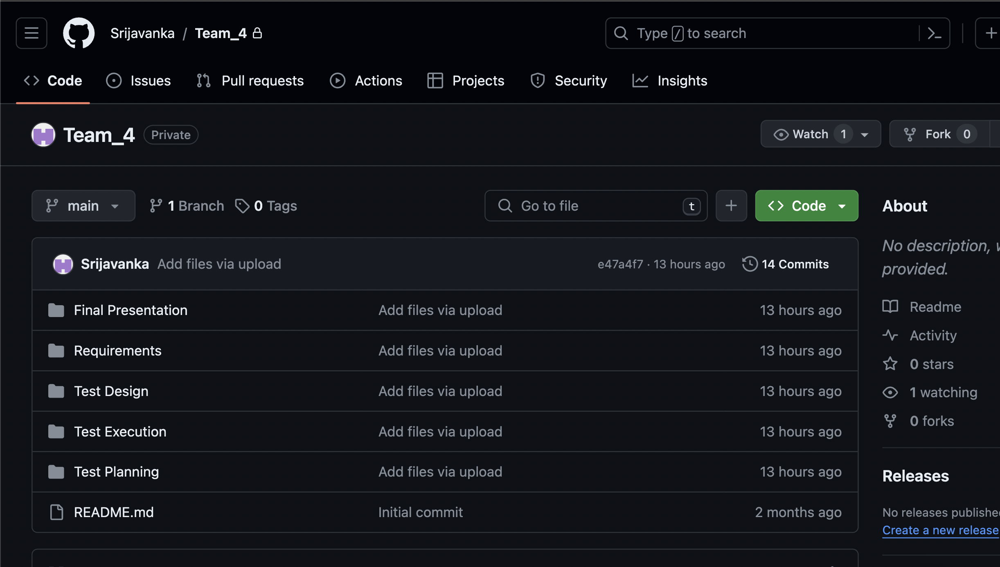 Srijavanka / Team_4
Type / to search
Code Issues Pull requests Actions Projects Security Insights
Team_4 Private
Watch 1
Fork 0
main
1 Branch 0 Tags
Go to file t
Code
Srijavanka Add files via upload e47a4f7 · 13 hours ago 14 Commits
Final Presentation Add files via upload 13 hours ago
Requirements Add files via upload 13 hours ago
Test Design Add files via upload 13 hours ago
Test Execution Add files via upload 13 hours ago
Test Planning Add files via upload 13 hours ago
README.md Initial commit 2 months ago
About
No description,
provided.
Readme
Activity
0 stars
1 watching
0 forks
Releases
No releases publishe
Create a new release